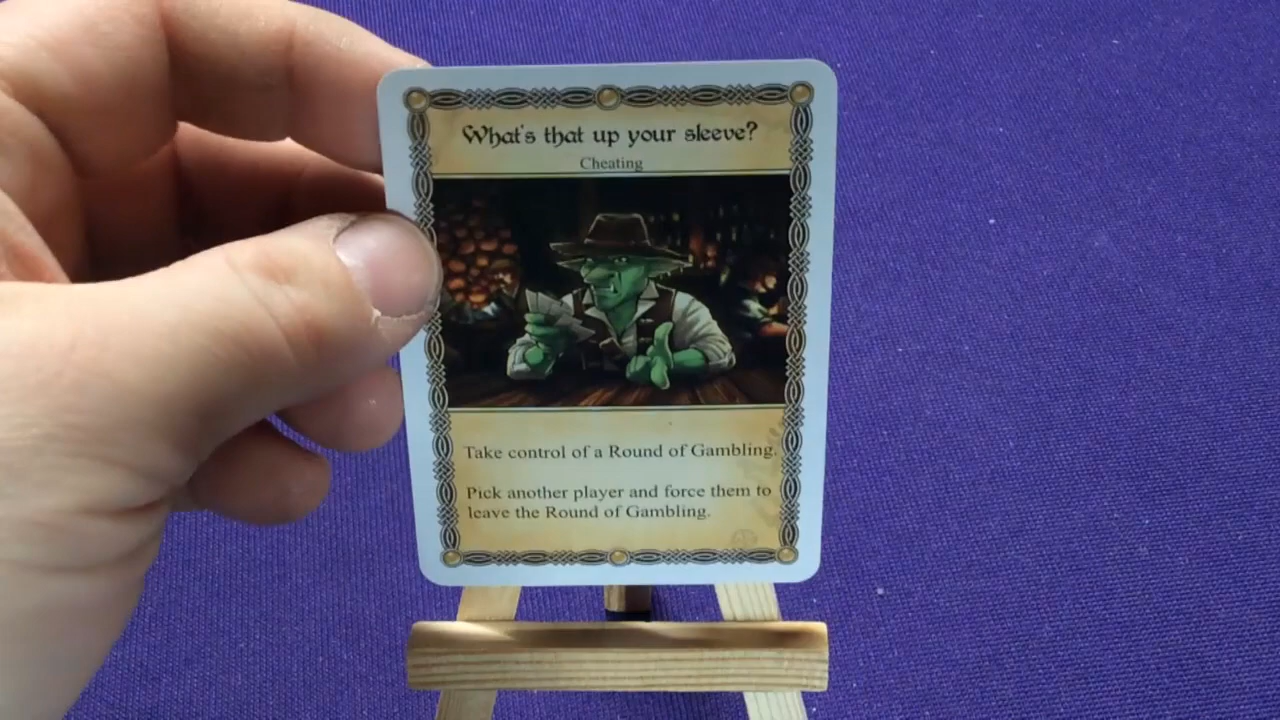 What's that up your sleeve?
Cheating
Take control of a Round of Gambling.
Pick another player and force them to
leave the Round of Gambling.